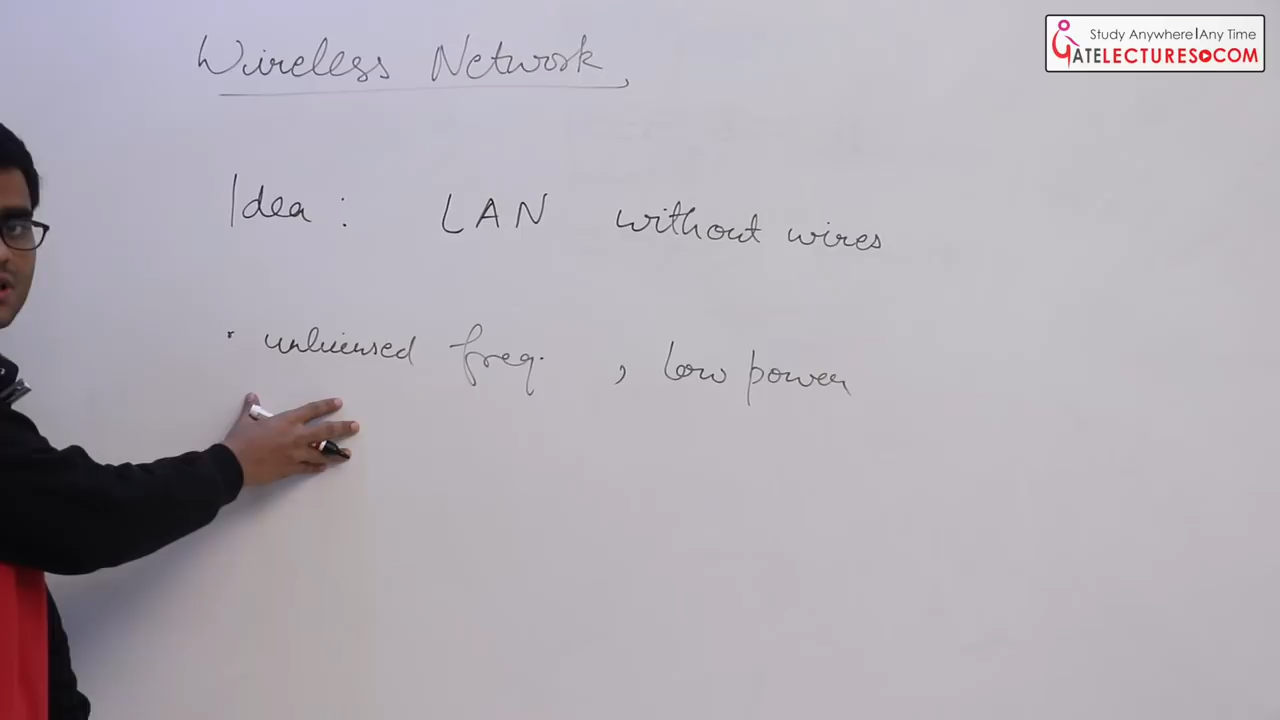 Wireless Network
Idea : LAN without wires
· unlicensed freq. , low power
Study Anywhere|Any Time
GATELECTURES.COM